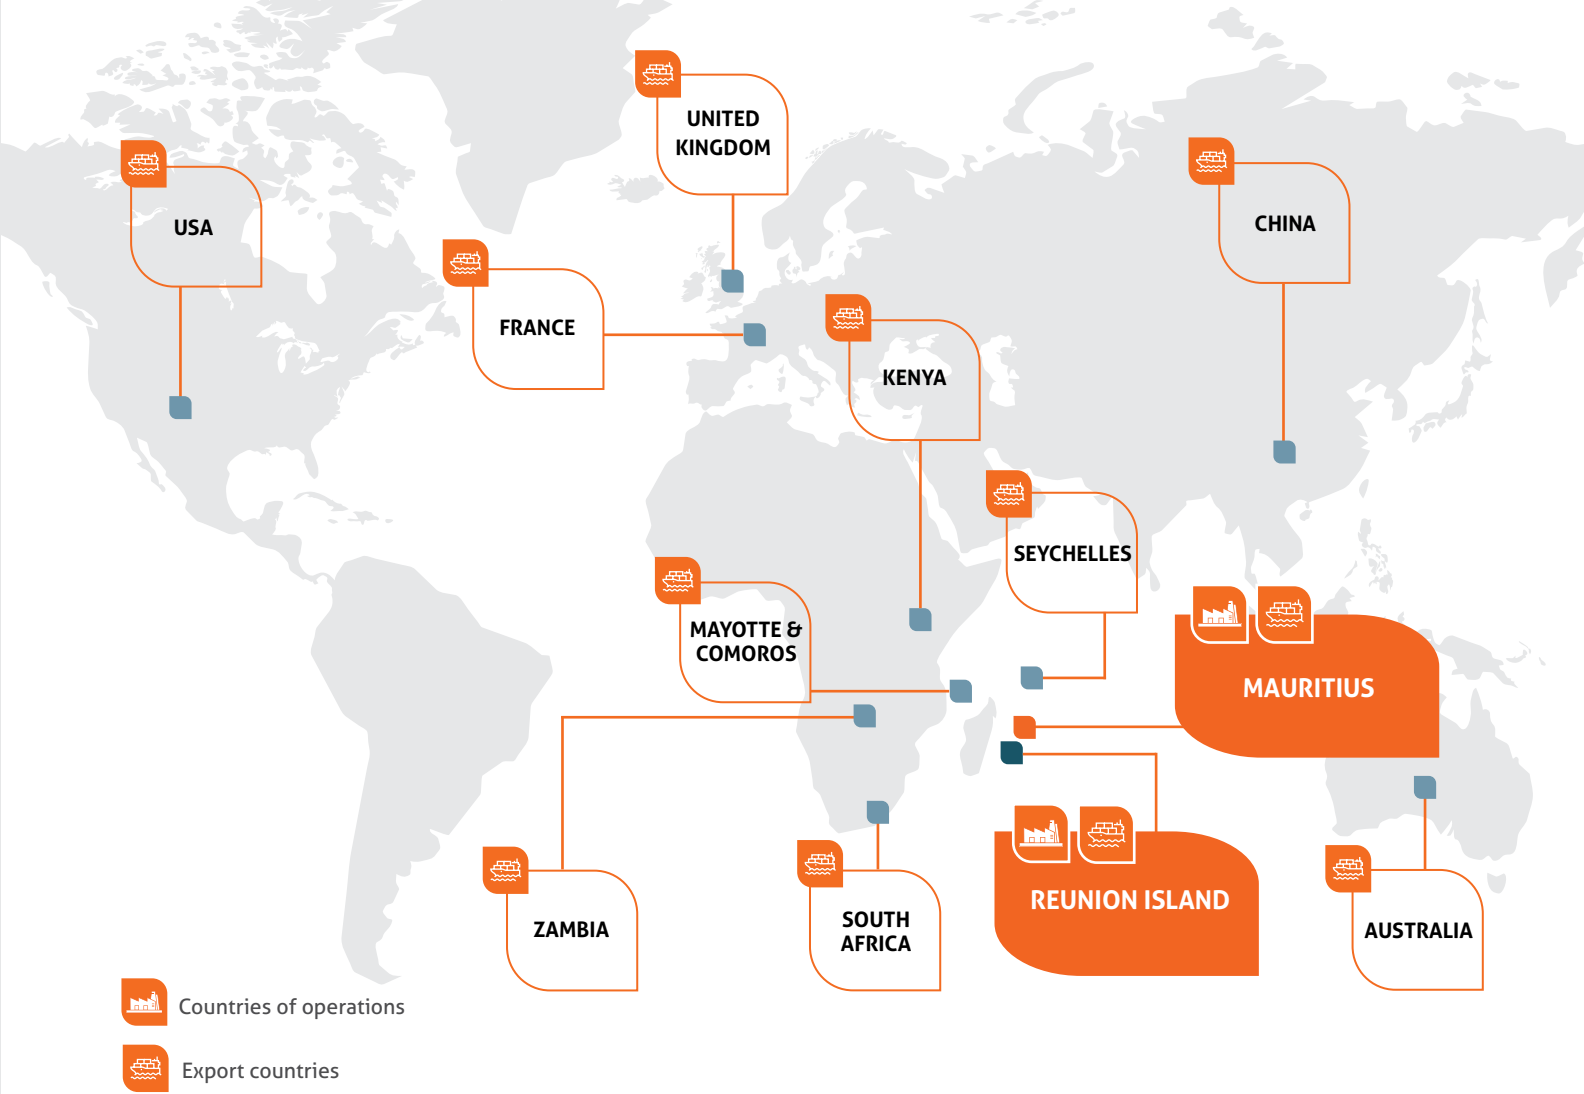 UNITED
KINGDOM
USA
CHINA
FRANCE
KENYA
SEYCHELLES
MAYOTTE &
COMOROS
MAURITIUS
REUNION ISLAND
ZAMBIA
SOUTH
AFRICA
AUSTRALIA
Countries of operations
Export countries